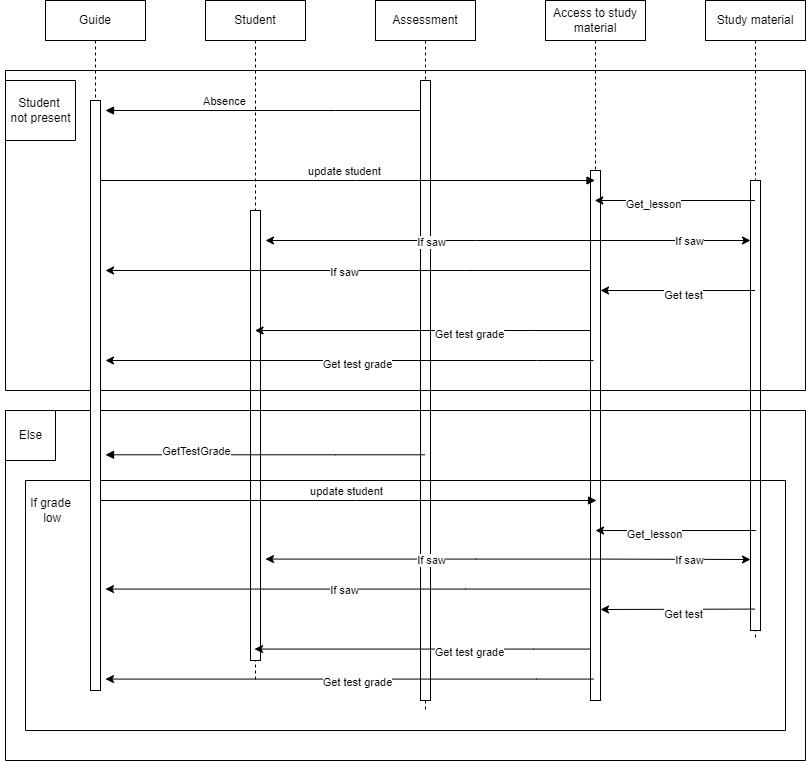 Guide
Student
Assessment
Access to study
material
Study material
Student
not present
Absence
update student
Get_lesson
If saw
If saw
If saw
Get test
Get test grade
Get test grade
Else
GetTestGrade
If grade
low
update student
Get_lesson
If saw
If saw
If saw
Get test
Get test grade
Get test grade